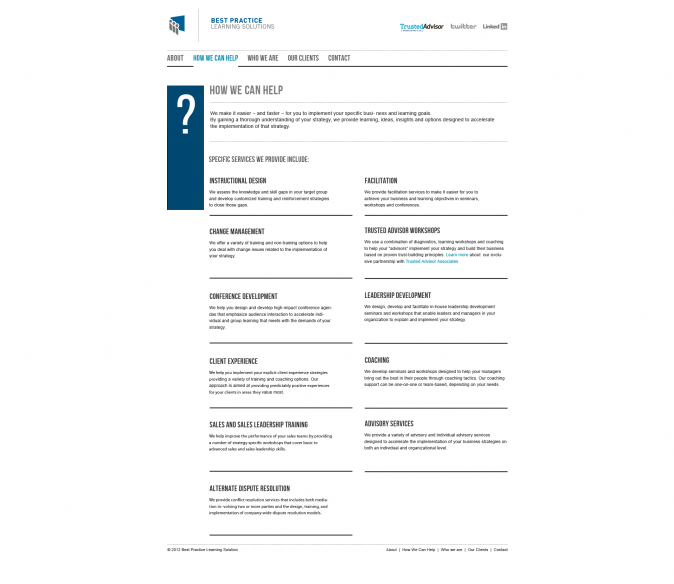 BEST PRACTICE
LEARNING SOLUTIONS
TrustedAdvisor twitter Linked in
ABOUT HOW WE CAN HELP WHO WE ARE OUR CLIENTS CONTACT
?
HOW WE CAN HELP
We make it easier – and faster – for you to implement your specific busi- ness and learning goals.
By gaining a thorough understanding of your strategy, we provide learning, ideas, insights and options designed to accelerate
the implementation of that strategy.
SPECIFIC SERVICES WE PROVIDE INCLUDE:
INSTRUCTIONAL DESIGN
We assess the knowledge and skill gaps in your target group
and develop customized training and reinforcement strategies
to close those gaps.
FACILITATION
We provide facilitation services to make it easier for you to
achieve your business and learning objectives in seminars,
workshops and conferences.
CHANGE MANAGEMENT
We offer a variety of training and non-training options to help
you deal with change issues related to the implementation of
your strategy.
TRUSTED ADVISOR WORKSHOPS
We use a combination of diagnostics, learning workshops and coaching
to help your "advisors" implement your strategy and build their business
based on proven trust-building principles. Learn more about our exclu-
sive partnership with Trusted Advisor Associates
CONFERENCE DEVELOPMENT
We help you design and develop high impact conference agen-
das that emphasize audience interaction to accelerate indi-
vidual and group learning that meets with the demands of your
strategy.
LEADERSHIP DEVELOPMENT
We design, develop and facilitate in-house leadership development
seminars and workshops that enable leaders and managers in your
organization to explain and implement your strategy.
CLIENT EXPERIENCE
We help you implement your explicit client experience strategies
providing a variety of training and coaching options. Our
approach is aimed at providing predictably positive experiences
for your clients in areas they value most.
COACHING
We develop seminars and workshops designed to help your managers
bring out the best in their people through coaching tactics. Our coaching
support can be one-on-one or team-based, depending on your needs.
SALES AND SALES LEADERSHIP TRAINING
We help improve the performance of your sales teams by providing
a number of strategy specific workshops that cover basic to
advanced sales and sales leadership skills.
ADVISORY SERVICES
We provide a variety of advisory and individual advisory services
designed to accelerate the implementation of your business strategies on
both an individual and organizational level.
ALTERNATE DISPUTE RESOLUTION
We provide conflict resolution services that includes both media-
tion in- volving two or more parties and the design, training, and
implementation of company-wide dispute resolution models.
© 2013 Best Practice Learning Solution
About | How We Can Help | Who we are | Our Clients | Contact